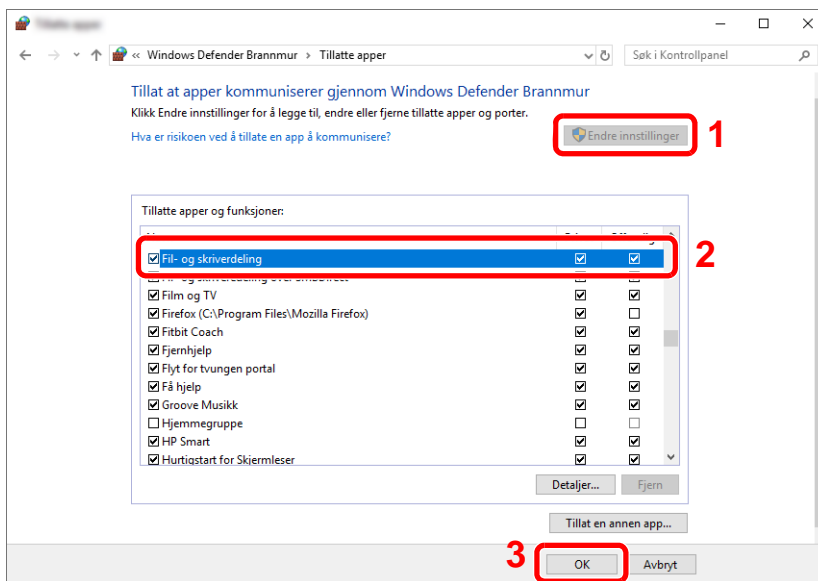 « Windows Defender Brannmur > Tillatte apper
Søk i Kontrollpanel
Tillat at apper kommuniserer gjennom Windows Defender Brannmur
Klikk Endre innstillinger for å legge til, endre eller fjerne tillatte apper og porter.
Hva er risikoen ved å tillate en app å kommunisere?
Endre innstillinger
1
Tillatte apper og funksjoner:
Fil- og skriverdeling
2
Film og TV
Firefox (C:\Program Files\Mozilla Firefox)
Fitbit Coach
Fjernhjelp
Flyt for tvungen portal
Få hjelp
Groove Musikk
Hjemmegruppe
HP Smart
Hurtigstart for Skjermleser
Detaljer...
Fjern
Tillat en annen app...
3
OK
Avbryt